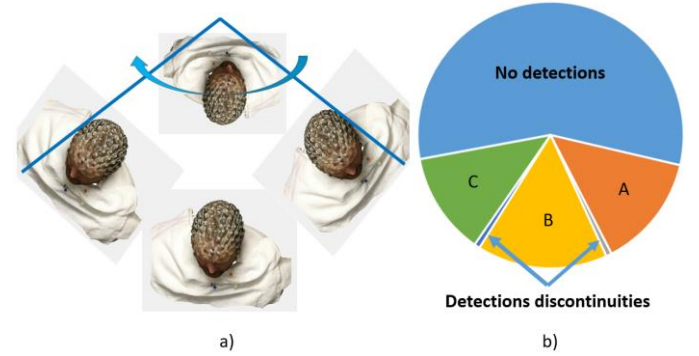 No detections
C
A
B
Detections discontinuities
a)
b)